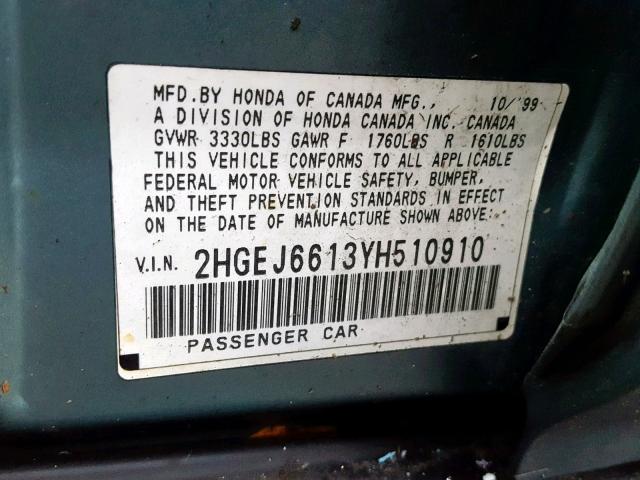 MFD.BY HONDA OF CANADA MFG., 10/'99
A DIVISION OF HONDA CANADA INC. CANADA
GVWR 3330LBS GAWR F 1760LBS R 1610LBS
THIS VEHICLE CONFORMS TO ALL APPLICABLE
FEDERAL MOTOR VEHICLE SAFETY, BUMPER,
AND THEFT PREVENTION STANDARDS IN EFFECT
ON THE DATE OF MANUFACTURE SHOWN ABOVE.
V.I.N. 2HGEJ6613YH510910
PASSENGER CAR